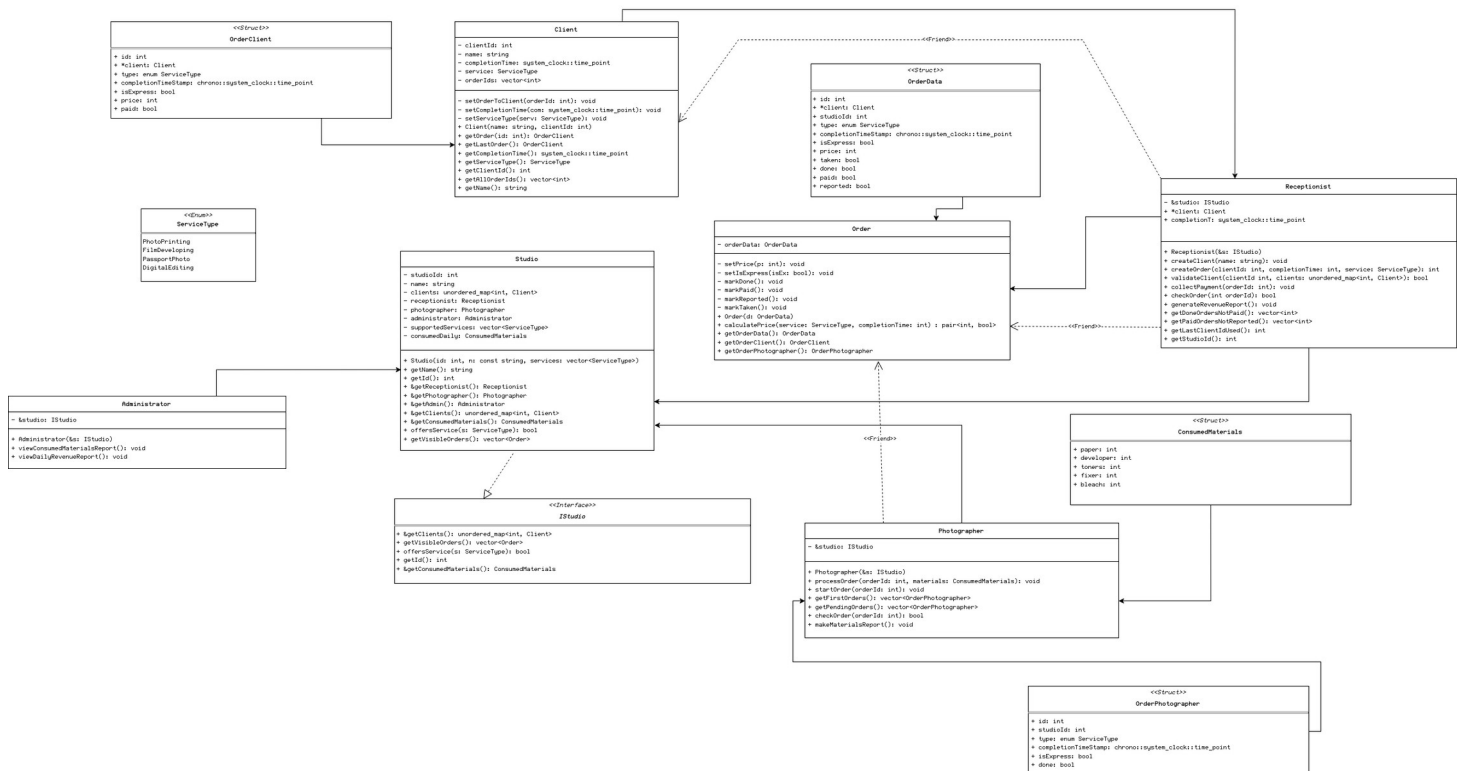 <<Struct>>
OrderClient
+ id: int
+ *client: Client
+ type: enum ServiceType
+ completionTimeStamp: chrono::system_clock::time_point
+ isExpress: bool
+ price: int
+ paid: bool
Client
- clientId: int
- name: string
- completionTime: system_clock::time_point
- service: ServiceType
- orderIds: vector<int>
- setOrderToClient(orderId: int): void
- setCompletionTime(com: system_clock::time_point): void
- setServiceType(serv: ServiceType): void
+ Client(name: string, clientId: int)
+ getOrder(id: int): OrderClient
+ getLastOrder(): OrderClient
+ getCompletionTime(): system_clock::time_point
+ getServiceType(): ServiceType
+ getClientId(): int
+ getAllOrderIds(): vector<int>
+ getName(): string
<<Friend>>
<<Struct>>
OrderData
+ id: int
+ *client: Client
+ studioId: int
+ type: enum ServiceType
+ completionTimeStamp: chrono::system_clock::time_point
+ isExpress: bool
+ price: int
+ taken: bool
+ done: bool
+ paid: bool
+ reported: bool
Receptionist
- &studio: IStudio
+ *client: Client
+ completionT: system_clock::time_point
+ Receptionist(&s: IStudio)
+ createClient(name: string): void
+ createOrder(clientId: int, completionTime: int, service: ServiceType): int
+ validateClient(clientId int, clients: unordered_map<int, Client>): bool
+ collectPayment(orderId: int): void
+ checkOrder(int orderId): bool
+ generateRevenueReport(): void
+ getDoneOrdersNotPaid(): vector<int>
+ getPaidOrdersNotReported(): vector<int>
+ getLastClientIdUsed(): int
+ getStudioId(): int
<<Enum>>
ServiceType
PhotoPrinting
FilmDeveloping
PassportPhoto
DigitalEditing
Order
- orderData: OrderData
- setPrice(p: int): void
- setIsExpress(isEx: bool): void
- markDone(): void
- markPaid(): void
- markReported(): void
- markTaken(): void
+ Order(d: OrderData)
+ calculatePrice(service: ServiceType, completionTime: int) : pair<int, bool>
+ getOrderData(): OrderData
+ getOrderClient(): OrderClient
+ getOrderPhotographer(): OrderPhotographer
<<Friend>>
Studio
- studioId: int
- name: string
- clients: unordered_map<int, Client>
- receptionist: Receptionist
- photographer: Photographer
- administrator: Administrator
- supportedServices: vector<ServiceType>
- consumedDaily: ConsumedMaterials
+ Studio(id: int, n: const string, services: vector<ServiceType>)
+ getName(): string
+ getId(): int
+ &getReceptionist(): Receptionist
+ &getPhotographer(): Photographer
+ &getAdmin(): Administrator
+ &getClients(): unordered_map<int, Client>
+ &getConsumedMaterials(): ConsumedMaterials
+ offersService(s: ServiceType): bool
+ getVisibleOrders(): vector<Order>
Administrator
- &studio: IStudio
+ Administrator(&s: IStudio)
+ viewConsumedMaterialsReport(): void
+ viewDailyRevenueReport(): void
<<Friend>>
<<Struct>>
ConsumedMaterials
+ paper: int
+ developer: int
+ toners: int
+ fixer: int
+ bleach: int
<<Interface>>
IStudio
+ &getClients(): unordered_map<int, Client>
+ getVisibleOrders(): vector<Order>
+ offersService(s: ServiceType): bool
+ getId(): int
+ &getConsumedMaterials(): ConsumedMaterials
Photographer
- &studio: IStudio
+ Photographer(&s: IStudio)
+ processOrder(orderId: int, materials: ConsumedMaterials): void
+ startOrder(orderId: int): void
+ getFirstOrders(): vector<OrderPhotographer>
+ getPendingOrders(): vector<OrderPhotographer>
+ checkOrder(orderId: int): bool
+ makeMaterialsReport(): void
<<Struct>>
OrderPhotographer
+ id: int
+ studioId: int
+ type: enum ServiceType
+ completionTimeStamp: chrono::system_clock::time_point
+ isExpress: bool
+ done: bool